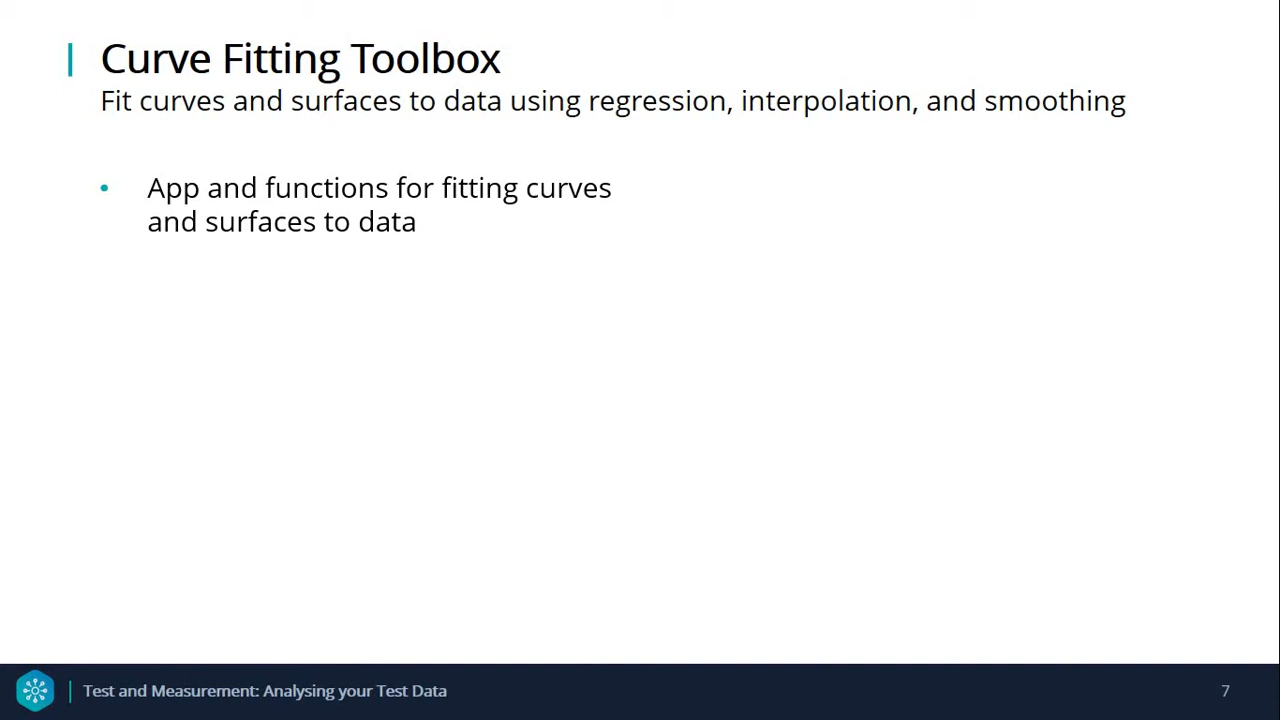 Curve Fitting Toolbox
Fit curves and surfaces to data using regression, interpolation, and smoothing
• App and functions for fitting curves
and surfaces to data
Test and Measurement: Analysing your Test Data
7